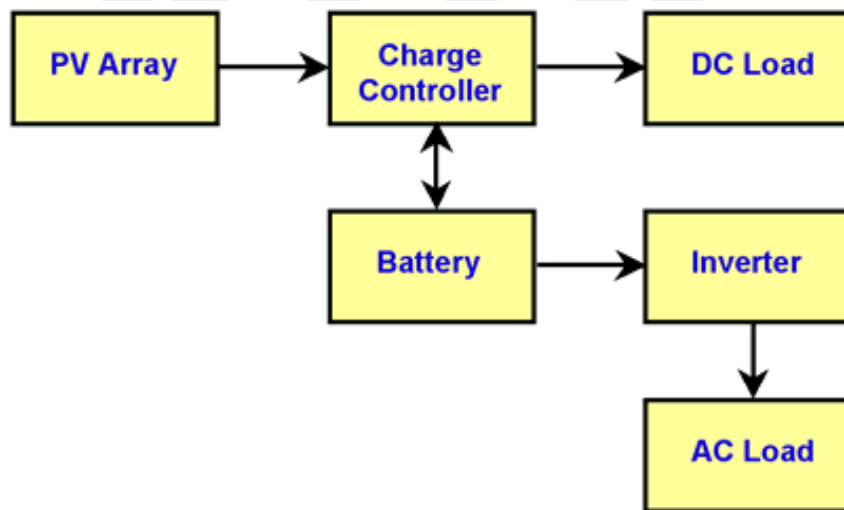 PV Array
Charge
Controller
DC Load
Battery
Inverter
AC Load